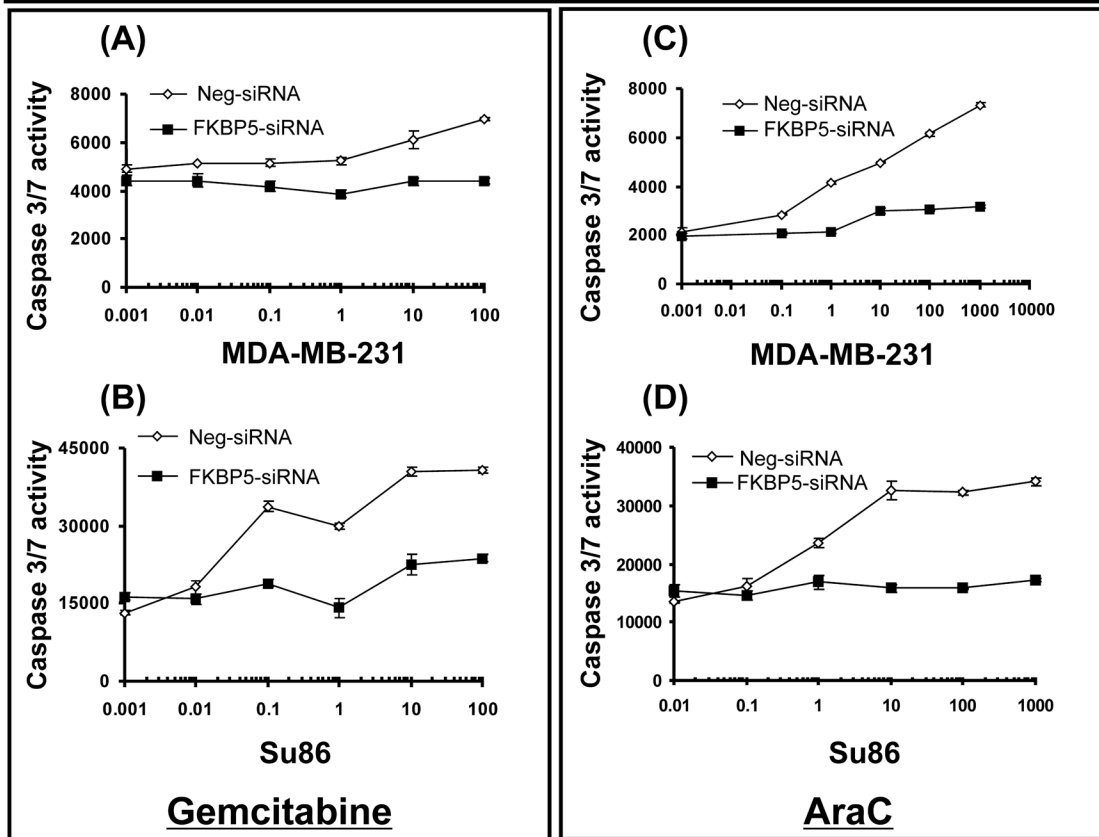 (A)
Caspase 3/7 activity
8000
6000
4000
2000
0
Neg-siRNA
FKBP5-siRNA
0.001 0.01 0.1 1 10 100
MDA-MB-231
(B)
Caspase 3/7 activity
45000
30000
15000
0
Neg-siRNA
FKBP5-siRNA
0.001 0.01 0.1 1 10 100
Su86
Gemcitabine
(C)
Caspase 3/7 activity
8000
6000
4000
2000
0
Neg-siRNA
FKBP5-siRNA
0.001 0.01 0.1 1 10 100 1000 10000
MDA-MB-231
(D)
Caspase 3/7 activity
40000
30000
20000
10000
0
Neg-siRNA
FKBP5-siRNA
0.01 0.1 1 10 100 1000
Su86
AraC